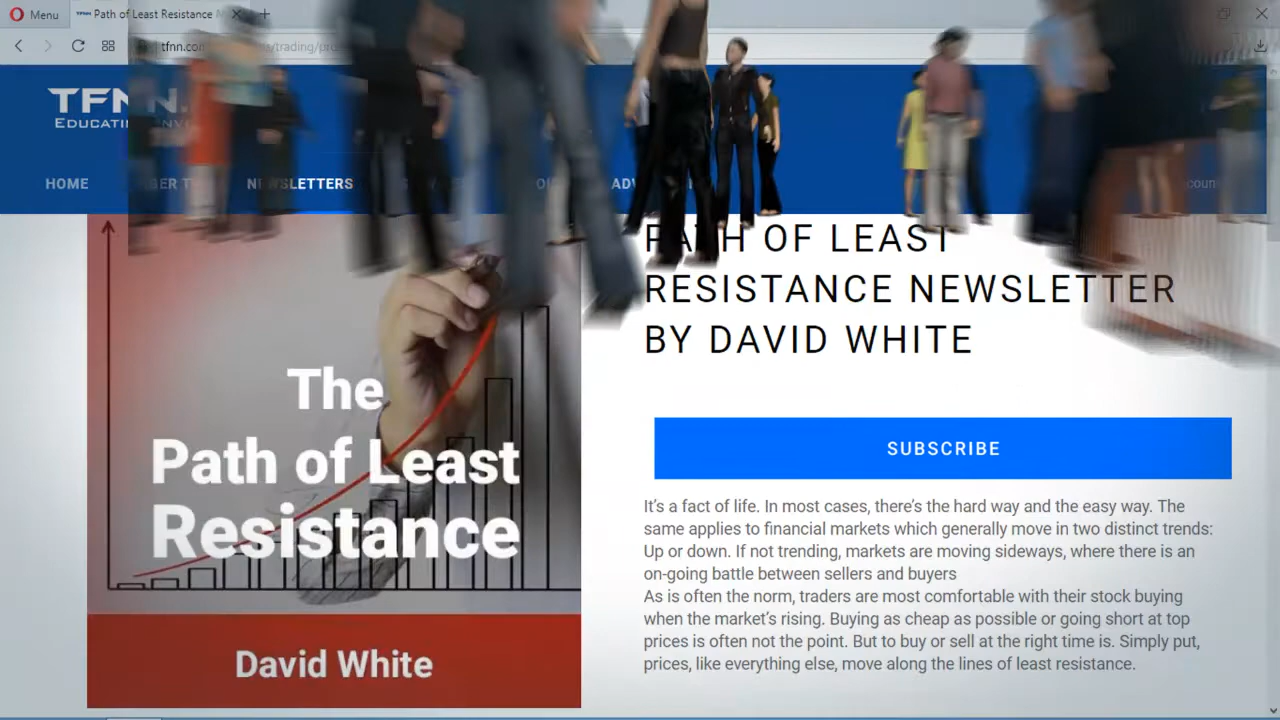 Menu
Path of Least Resistance
tfnn.com
/trading/
TFNN
HOME
NEWSLETTERS
PATH OF LEAST
RESISTANCE NEWSLETTER
BY DAVID WHITE
The
Path of Least
Resistance
David White
SUBSCRIBE
It's a fact of life. In most cases, there's the hard way and the easy way. The
same applies to financial markets which generally move in two distinct trends:
Up or down. If not trending, markets are moving sideways, where there is an
on-going battle between sellers and buyers
As is often the norm, traders are most comfortable with their stock buying
when the market's rising. Buying as cheap as possible or going short at top
prices is often not the point. But to buy or sell at the right time is. Simply put,
prices, like everything else, move along the lines of least resistance.